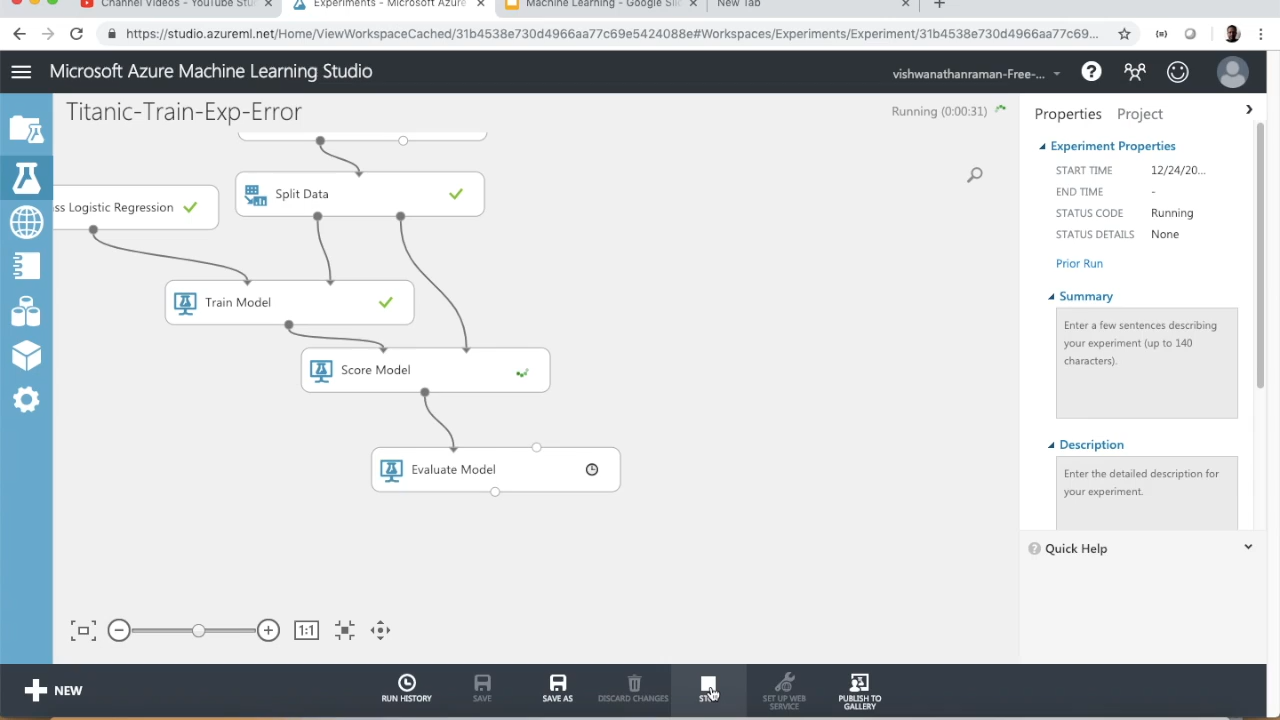 Channel Videos - YouTube Stu
Experiments - Microsoft Azure
Machine Learning - Google Slid
New Tab
https://studio.azureml.net/Home/ViewWorkspaceCached/31b4538e730d4966aa77c69e5424088e#Workspaces/Experiments/Experiment/31b4538e730d4966aa77c69...
Microsoft Azure Machine Learning Studio
vishwanathraman-Free-...
Titanic-Train-Exp-Error
Running (0:00:31)
Properties
Project
Experiment Properties
START TIME 12/24/20...
END TIME -
STATUS CODE Running
STATUS DETAILS None
Prior Run
Summary
Enter a few sentences describing
your experiment (up to 140
characters).
Description
Enter the detailed description for
your experiment.
Quick Help
Split Data
ss Logistic Regression
Train Model
Score Model
Evaluate Model
1:1
NEW
RUN HISTORY
SAVE
SAVE AS
DISCARD CHANGES
SET UP WEB
SERVICE
PUBLISH TO
GALLERY